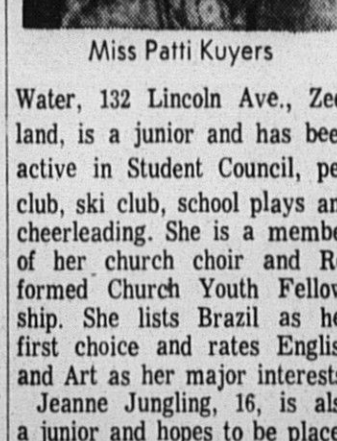 Miss Patti Kuyers
Water, 132 Lincoln Ave., Zee
land, is a junior and has bee
active in Student Council, pe
club, ski club, school plays an
cheerleading. She is a membe
of her church choir and R
formed Church Youth Fellow
ship. She lists Brazil as he
first choice and rates Englis
and Art as her major interests
Jeanne Jungling, 16, is als
a junior and hopes to be place